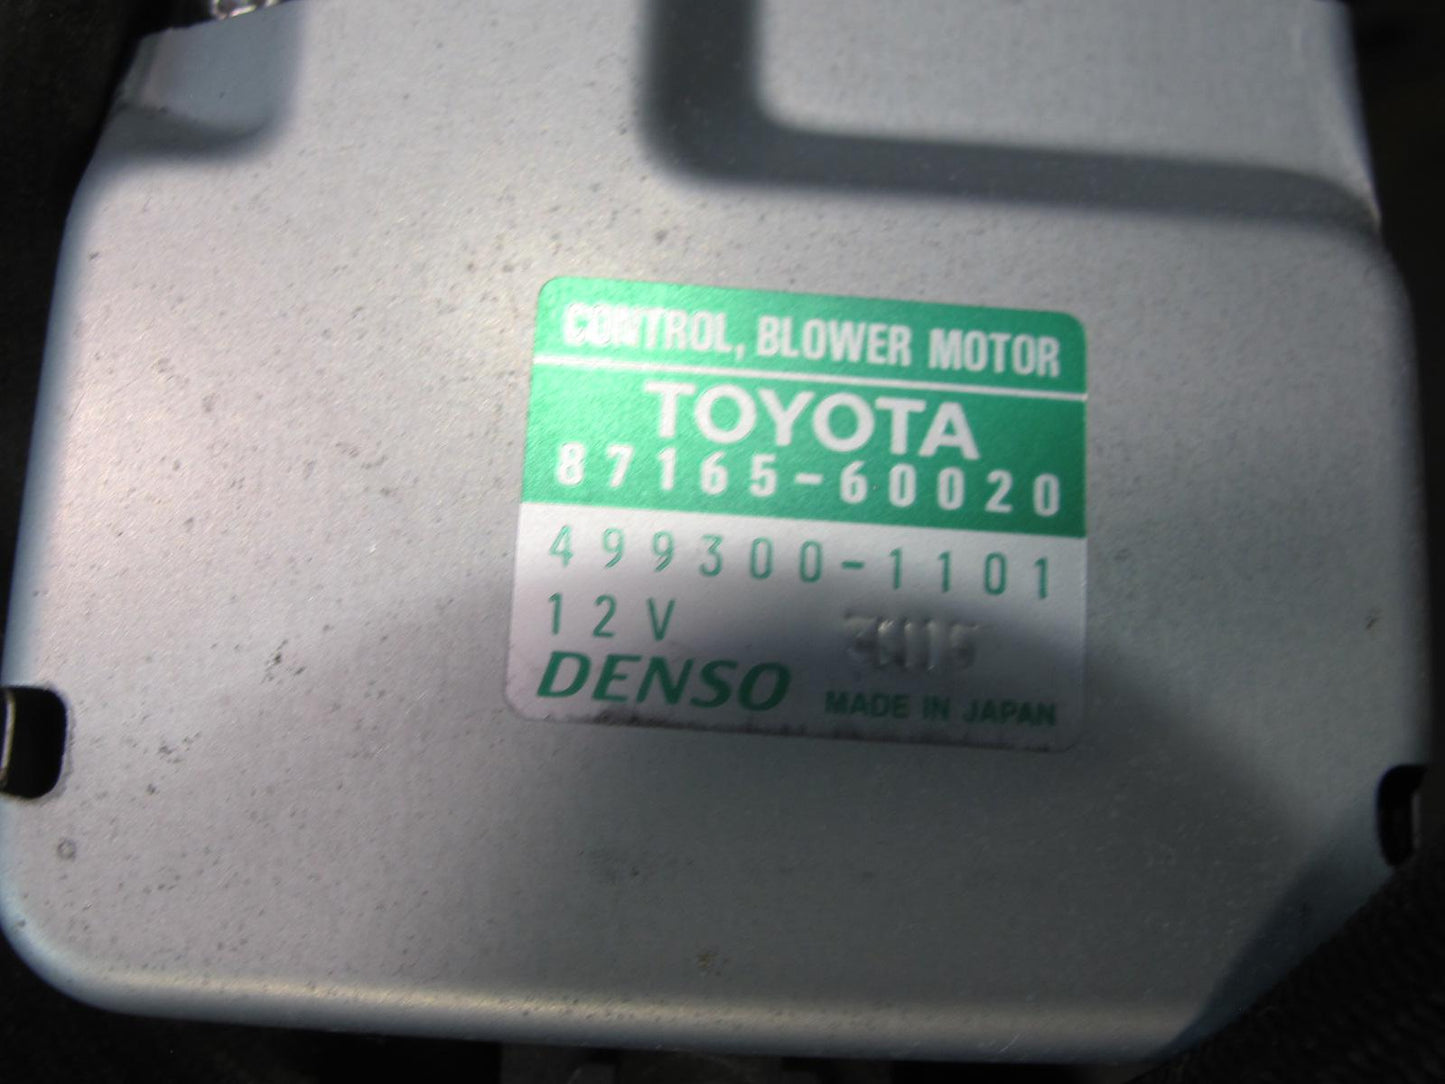 CONTROL, BLOWER MOTOR
TOYOTA
87165-60020
499300-1101
12V
DENSO MADE IN JAPAN